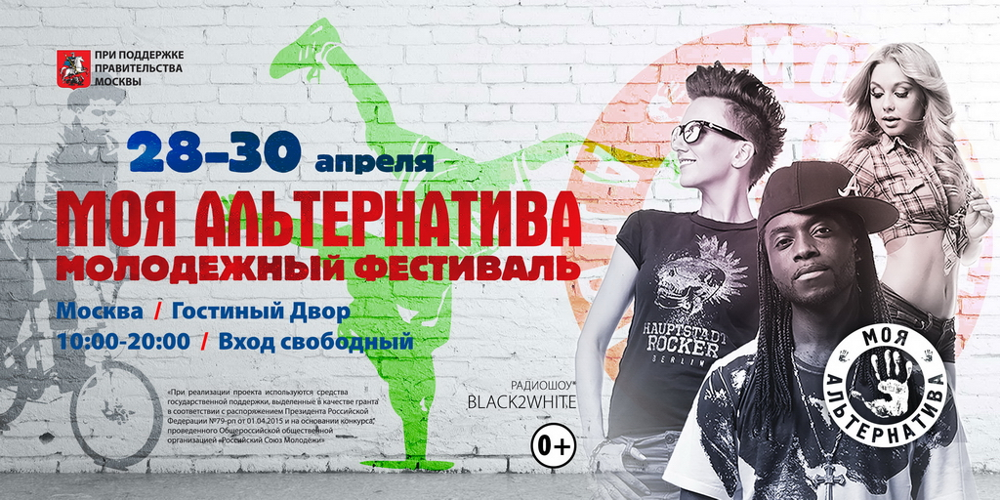 ПРИ ПОДДЕРЖКЕ
ПРАВИТЕЛЬСТВА
МОСКВЫ
28-30 апреля
МОЯ АЛЬТЕРНАТИВА
МОЛОДЕЖНЫЙ ФЕСТИВАЛЬ
Москва / Гостиный Двор
10:00-20:00 / Вход свободный
«При реализации проекта используются средства
государственной поддержки, выделенные в качестве гранта
в соответствии с распоряжением Президента Российской
Федерации №79-рп от 01.04.2015 и на основании конкурса,
проведенного Общероссийской общественной
организацией «Российский Союз Молодежи»
РАДИОШОУ
BLACK2WHITE
0+
HAUPTSTADT
ROCKER
BERLIN
A
МОЯ
АЛЬТЕРНАТИВА